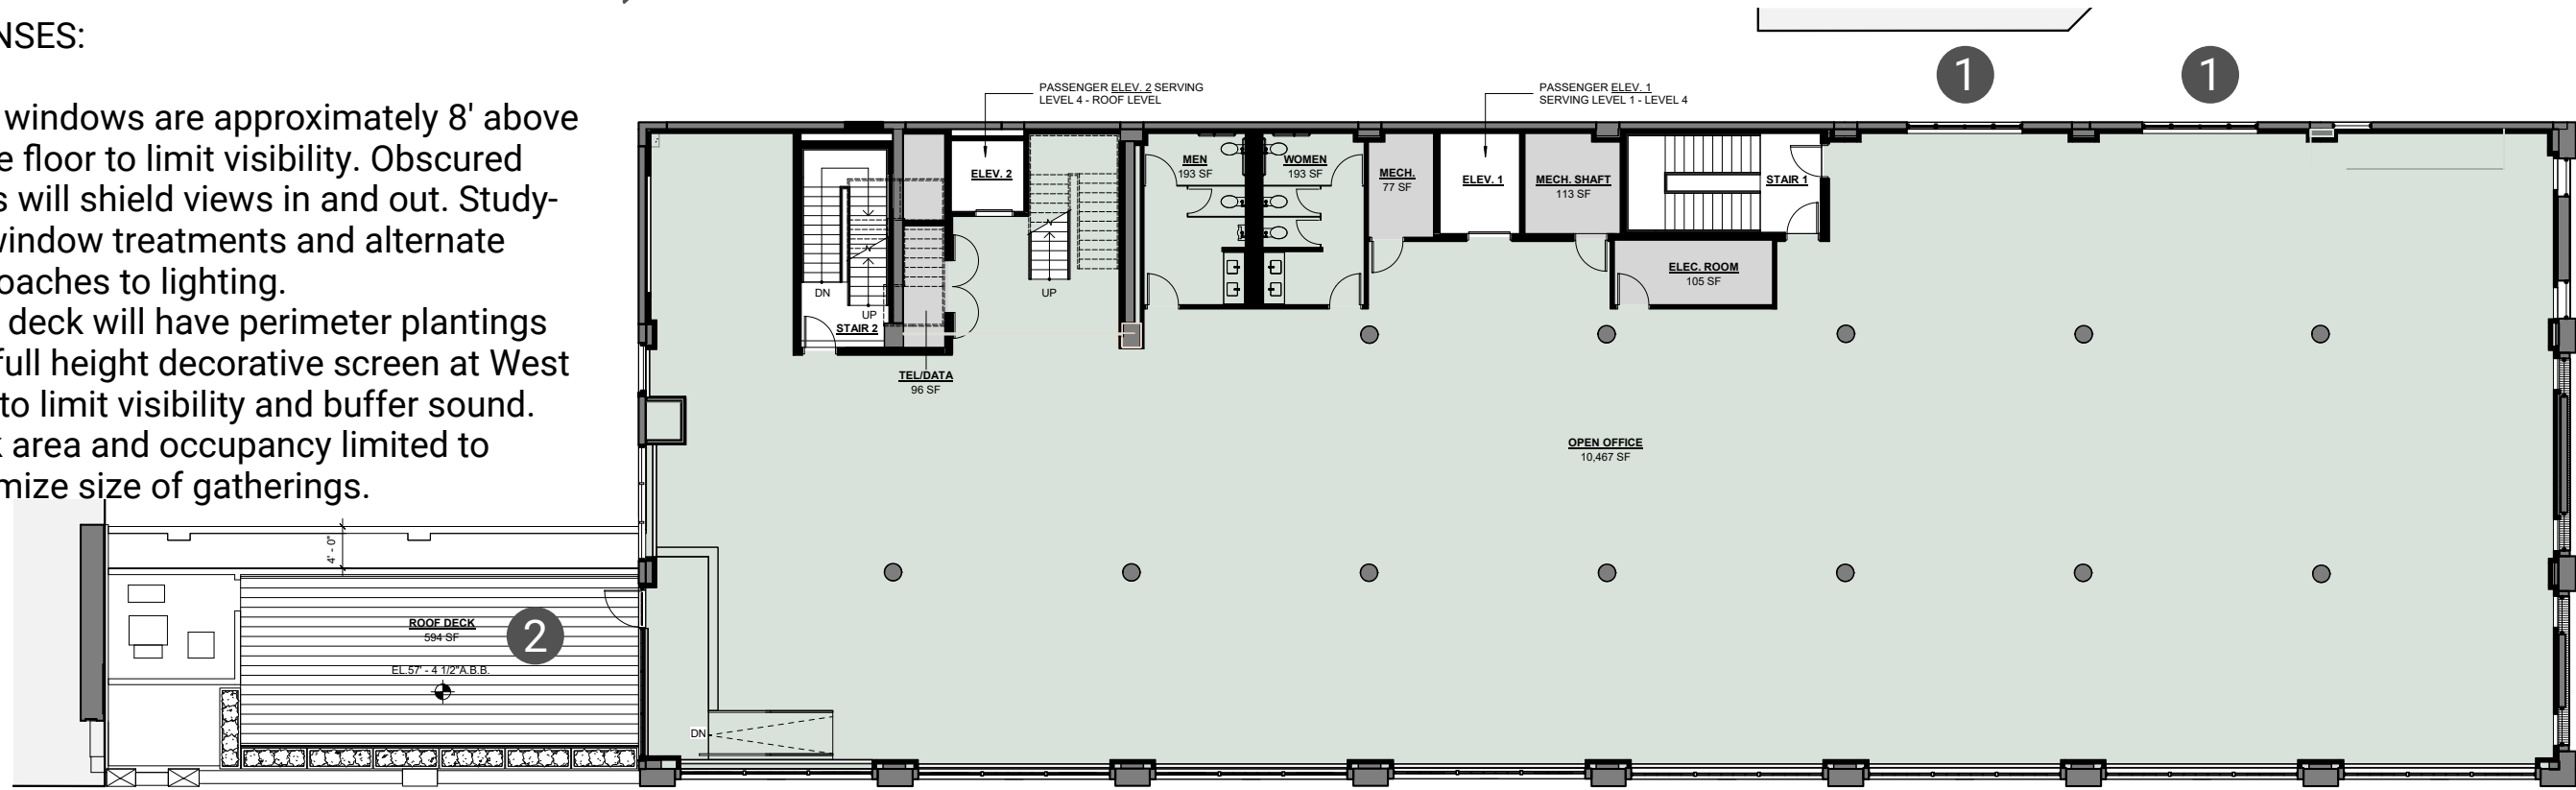 NSES:
windows are approximately 8' above
e floor to limit visibility. Obscured
s will shield views in and out. Study-
window treatments and alternate
oaches to lighting.
deck will have perimeter plantings
full height decorative screen at West
to limit visibility and buffer sound.
k area and occupancy limited to
mize size of gatherings.
1
1
PASSENGER ELEV. 2 SERVING
LEVEL 4 - ROOF LEVEL
PASSENGER ELEV. 1
SERVING LEVEL 1 - LEVEL 4
ELEV. 2
MEN
193 SF
WOMEN
193 SF
MECH.
77 SF
ELEV. 1
MECH. SHAFT
113 SF
STAIR 1
ELEC. ROOM
105 SF
DN
UP
STAIR 2
UP
TEL/DATA
96 SF
OPEN OFFICE
10,467 SF
4' - 0"
ROOF DECK
594 SF
2
EL.57' - 4 1/2"A.B.B.
DN